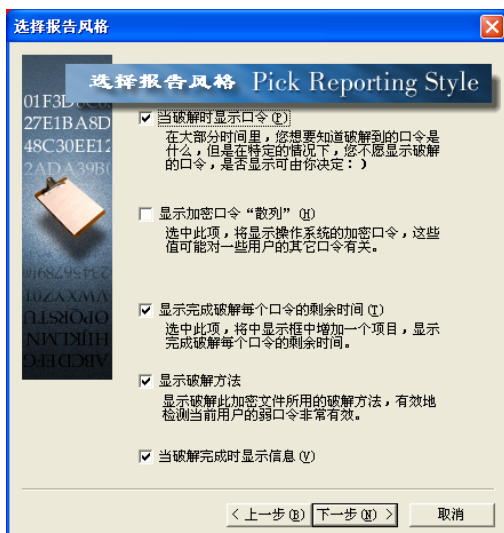 选择报告风格
选择报告风格 Pick Reporting Style
01F3D
27E1BA8D
48C30EE12
2ADA39B(
当破解时显示口令(P)
在大部分时间里，您想要知道破解到的口令是
什么，但是在特定的情况下，您不愿显示破解
的口令，是否显示可由你决定：)
显示加密口令“散列”(H)
选中此项，将显示操作系统的加密口令，这些
值可能对一些用户的其它口令有关。
显示完成破解每个口令的剩余时间(T)
选中此项，将中显示框中增加一个项目，显示
完成破解每个口令的剩余时间。
显示破解方法
显示破解此加密文件所用的破解方法，有效地
检测当前用户的弱口令非常有效。
当破解完成时显示信息(V)
< 上一步(B)
下一步(N) >
取消